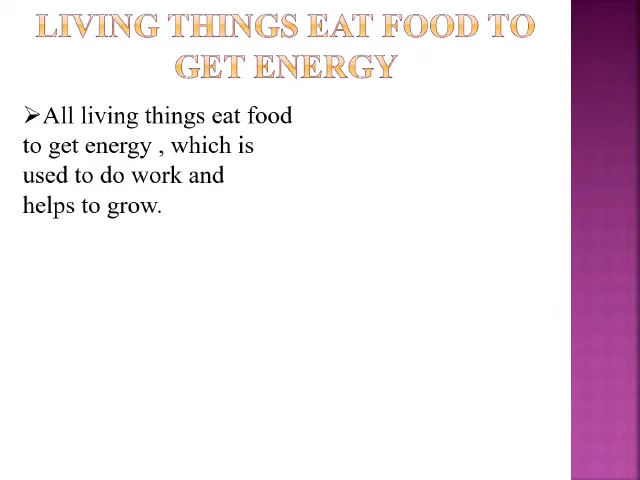 LIVING THINGS EAT FOOD TO
GET ENERGY
➢All living things eat food
to get energy , which is
used to do work and
helps to grow.